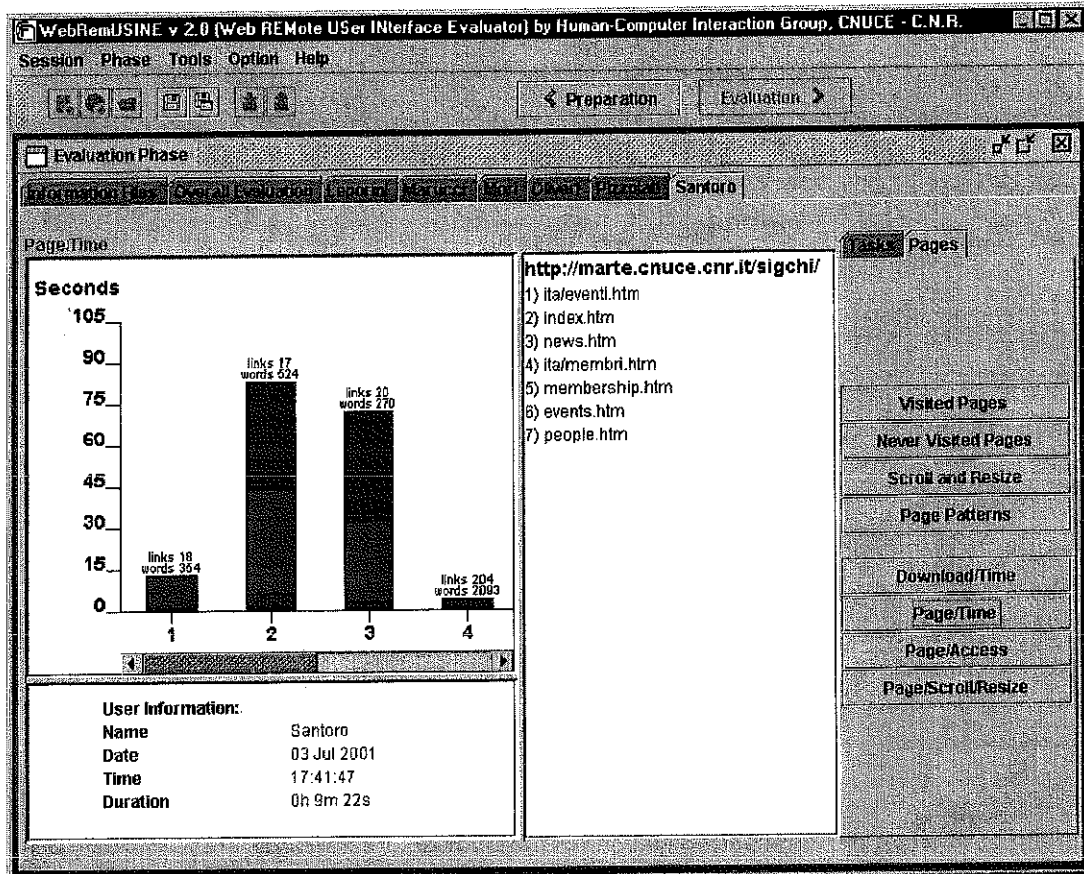 WebRemUSINE v 2.0 (Web REMote USer INterface Evaluator) by Human-Computer Interaction Group, CNUCE - C.N.R.
Session Phase Tools Option Help
Preparation
Evaluation
Evaluation Phase
Information Files Overall Evaluation Leporini Marucci Mori Santoro
Page/Time
Tasks Pages
Seconds
105
90
75
60
45
30
15
0
links 18
words 364
links 17
words 524
links 20
words 270
links 204
words 2093
1 2 3 4
http://marte.cnuce.cnr.it/sigchi/
1) ita/eventi.htm
2) index.htm
3) news.htm
4) ita/membri.htm
5) membership.htm
6) events.htm
7) people.htm
Visited Pages
Never Visited Pages
Scroll and Resize
Page Patterns
Download/Time
Page/Time
Page/Access
Page/Scroll/Resize
User Information:
Name Santoro
Date 03 Jul 2001
Time 17:41:47
Duration 0h 9m 22s